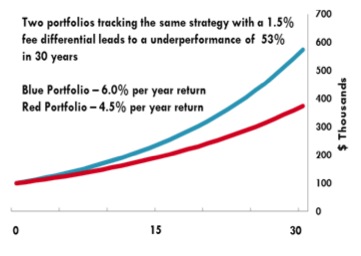 Two portfolios tracking the same strategy with a 1.5%
fee differential leads to a underperformance of 53%
in 30 years
Blue Portfolio – 6.0% per year return
Red Portfolio – 4.5% per year return
700
600
500
400
300
200
100
0
$ Thousands
0 15 30